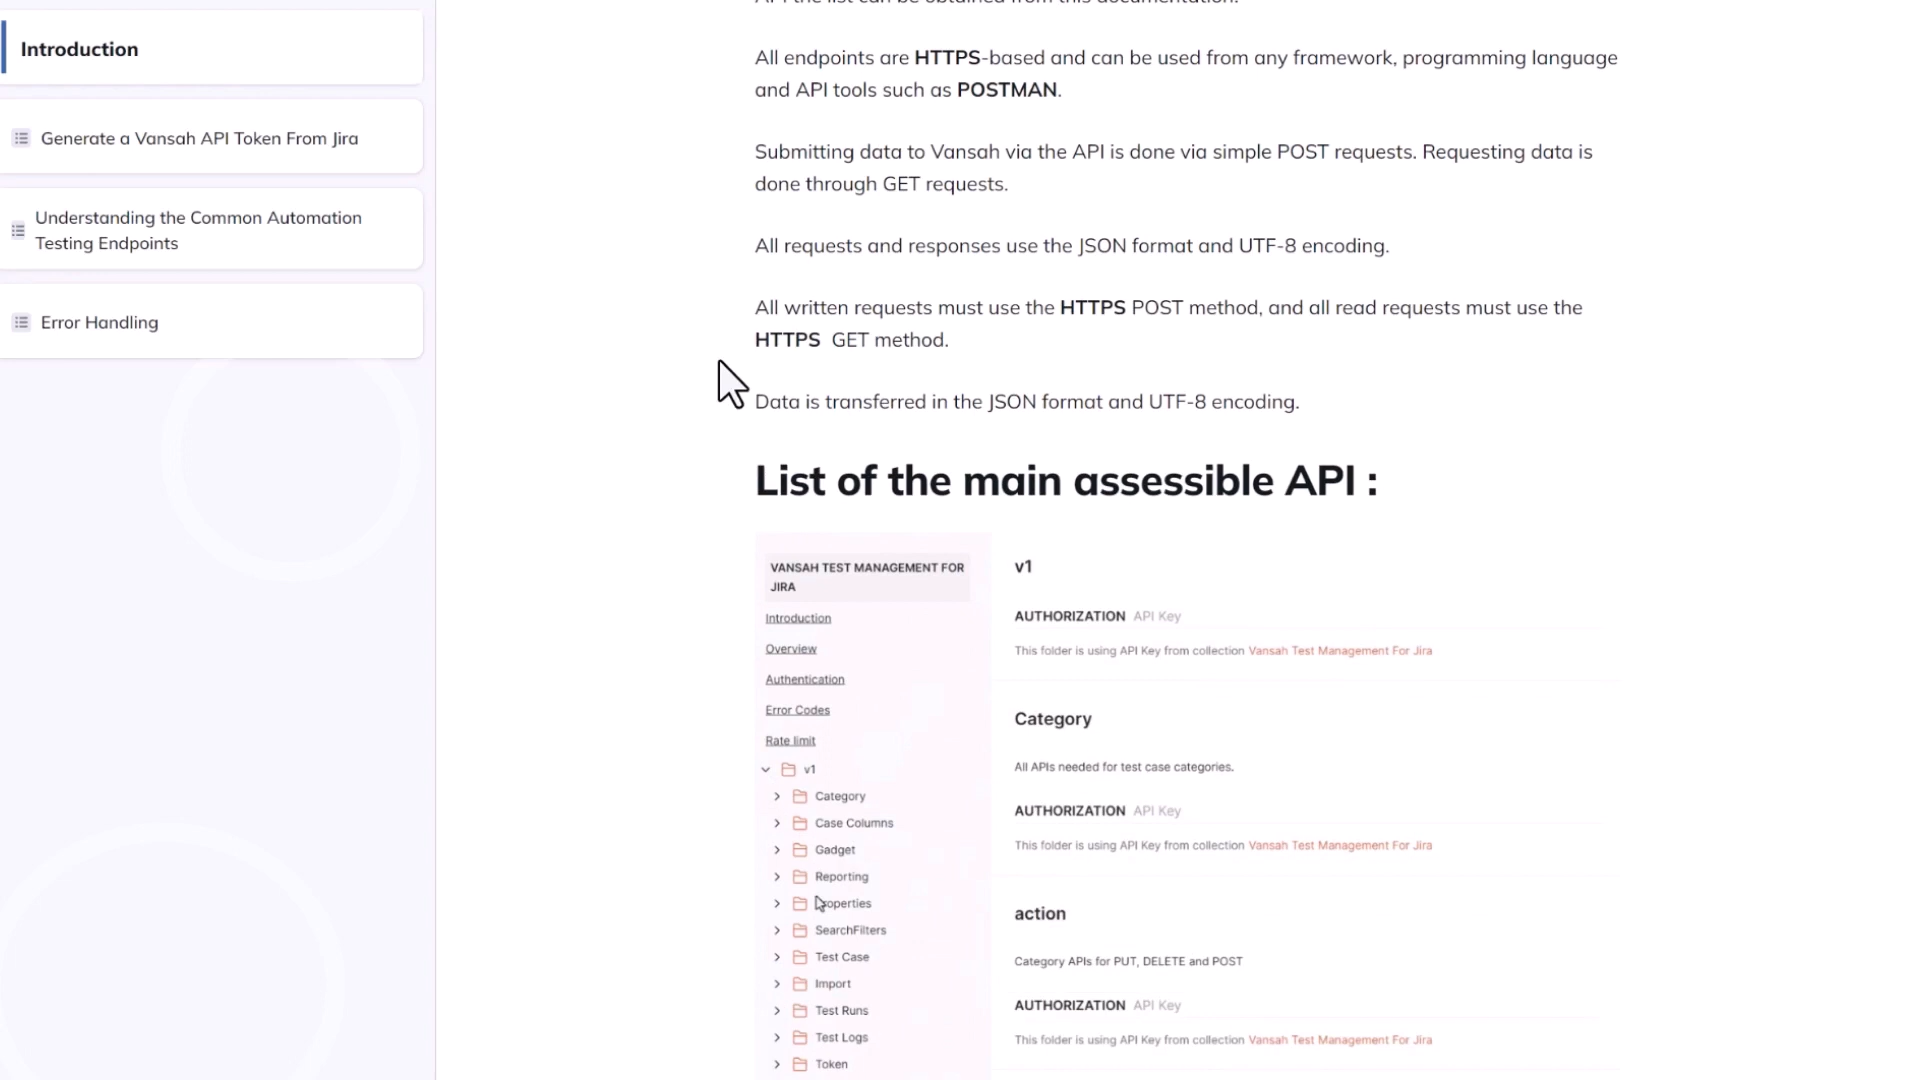 Introduction
Generate a Vansah API Token From Jira
Understanding the Common Automation
Testing Endpoints
Error Handling
All endpoints are HTTPS-based and can be used from any framework, programming language
and API tools such as POSTMAN.
Submitting data to Vansah via the API is done via simple POST requests. Requesting data is
done through GET requests.
All requests and responses use the JSON format and UTF-8 encoding.
All written requests must use the HTTPS POST method, and all read requests must use the
HTTPS  GET method.
Data is transferred in the JSON format and UTF-8 encoding.
List of the main assessible API :
VANSAH TEST MANAGEMENT FOR
JIRA
Introduction
Overview
Authentication
Error Codes
Rate limit
v1
Category
Case Columns
Gadget
Reporting
Properties
SearchFilters
Test Case
Import
Test Runs
Test Logs
Token
v1
AUTHORIZATION API Key
This folder is using API Key from collection Vansah Test Management For Jira
Category
All APIs needed for test case categories.
AUTHORIZATION API Key
This folder is using API Key from collection Vansah Test Management For Jira
action
Category APIs for PUT, DELETE and POST
AUTHORIZATION API Key
This folder is using API Key from collection Vansah Test Management For Jira